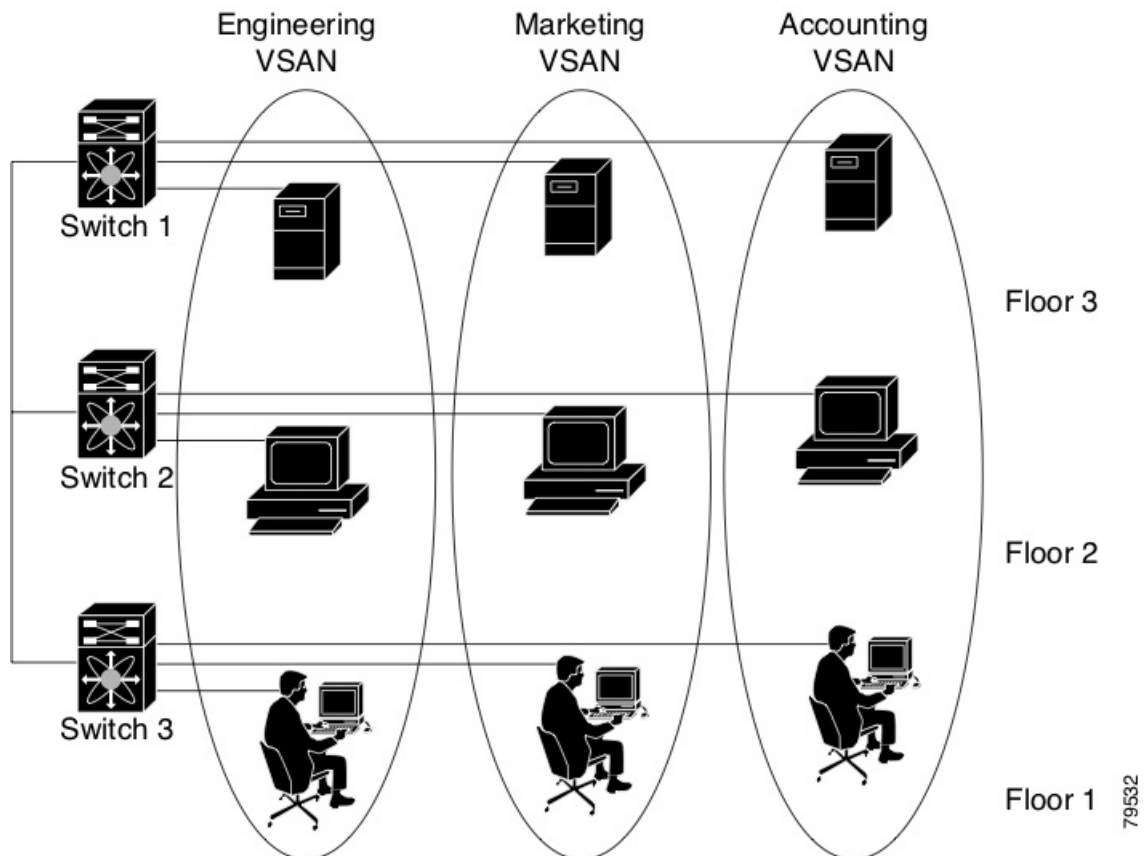 Engineering
VSAN
Marketing
VSAN
Accounting
VSAN
Switch 1
Floor 3
Switch 2
Floor 2
Switch 3
Floor 1
79532